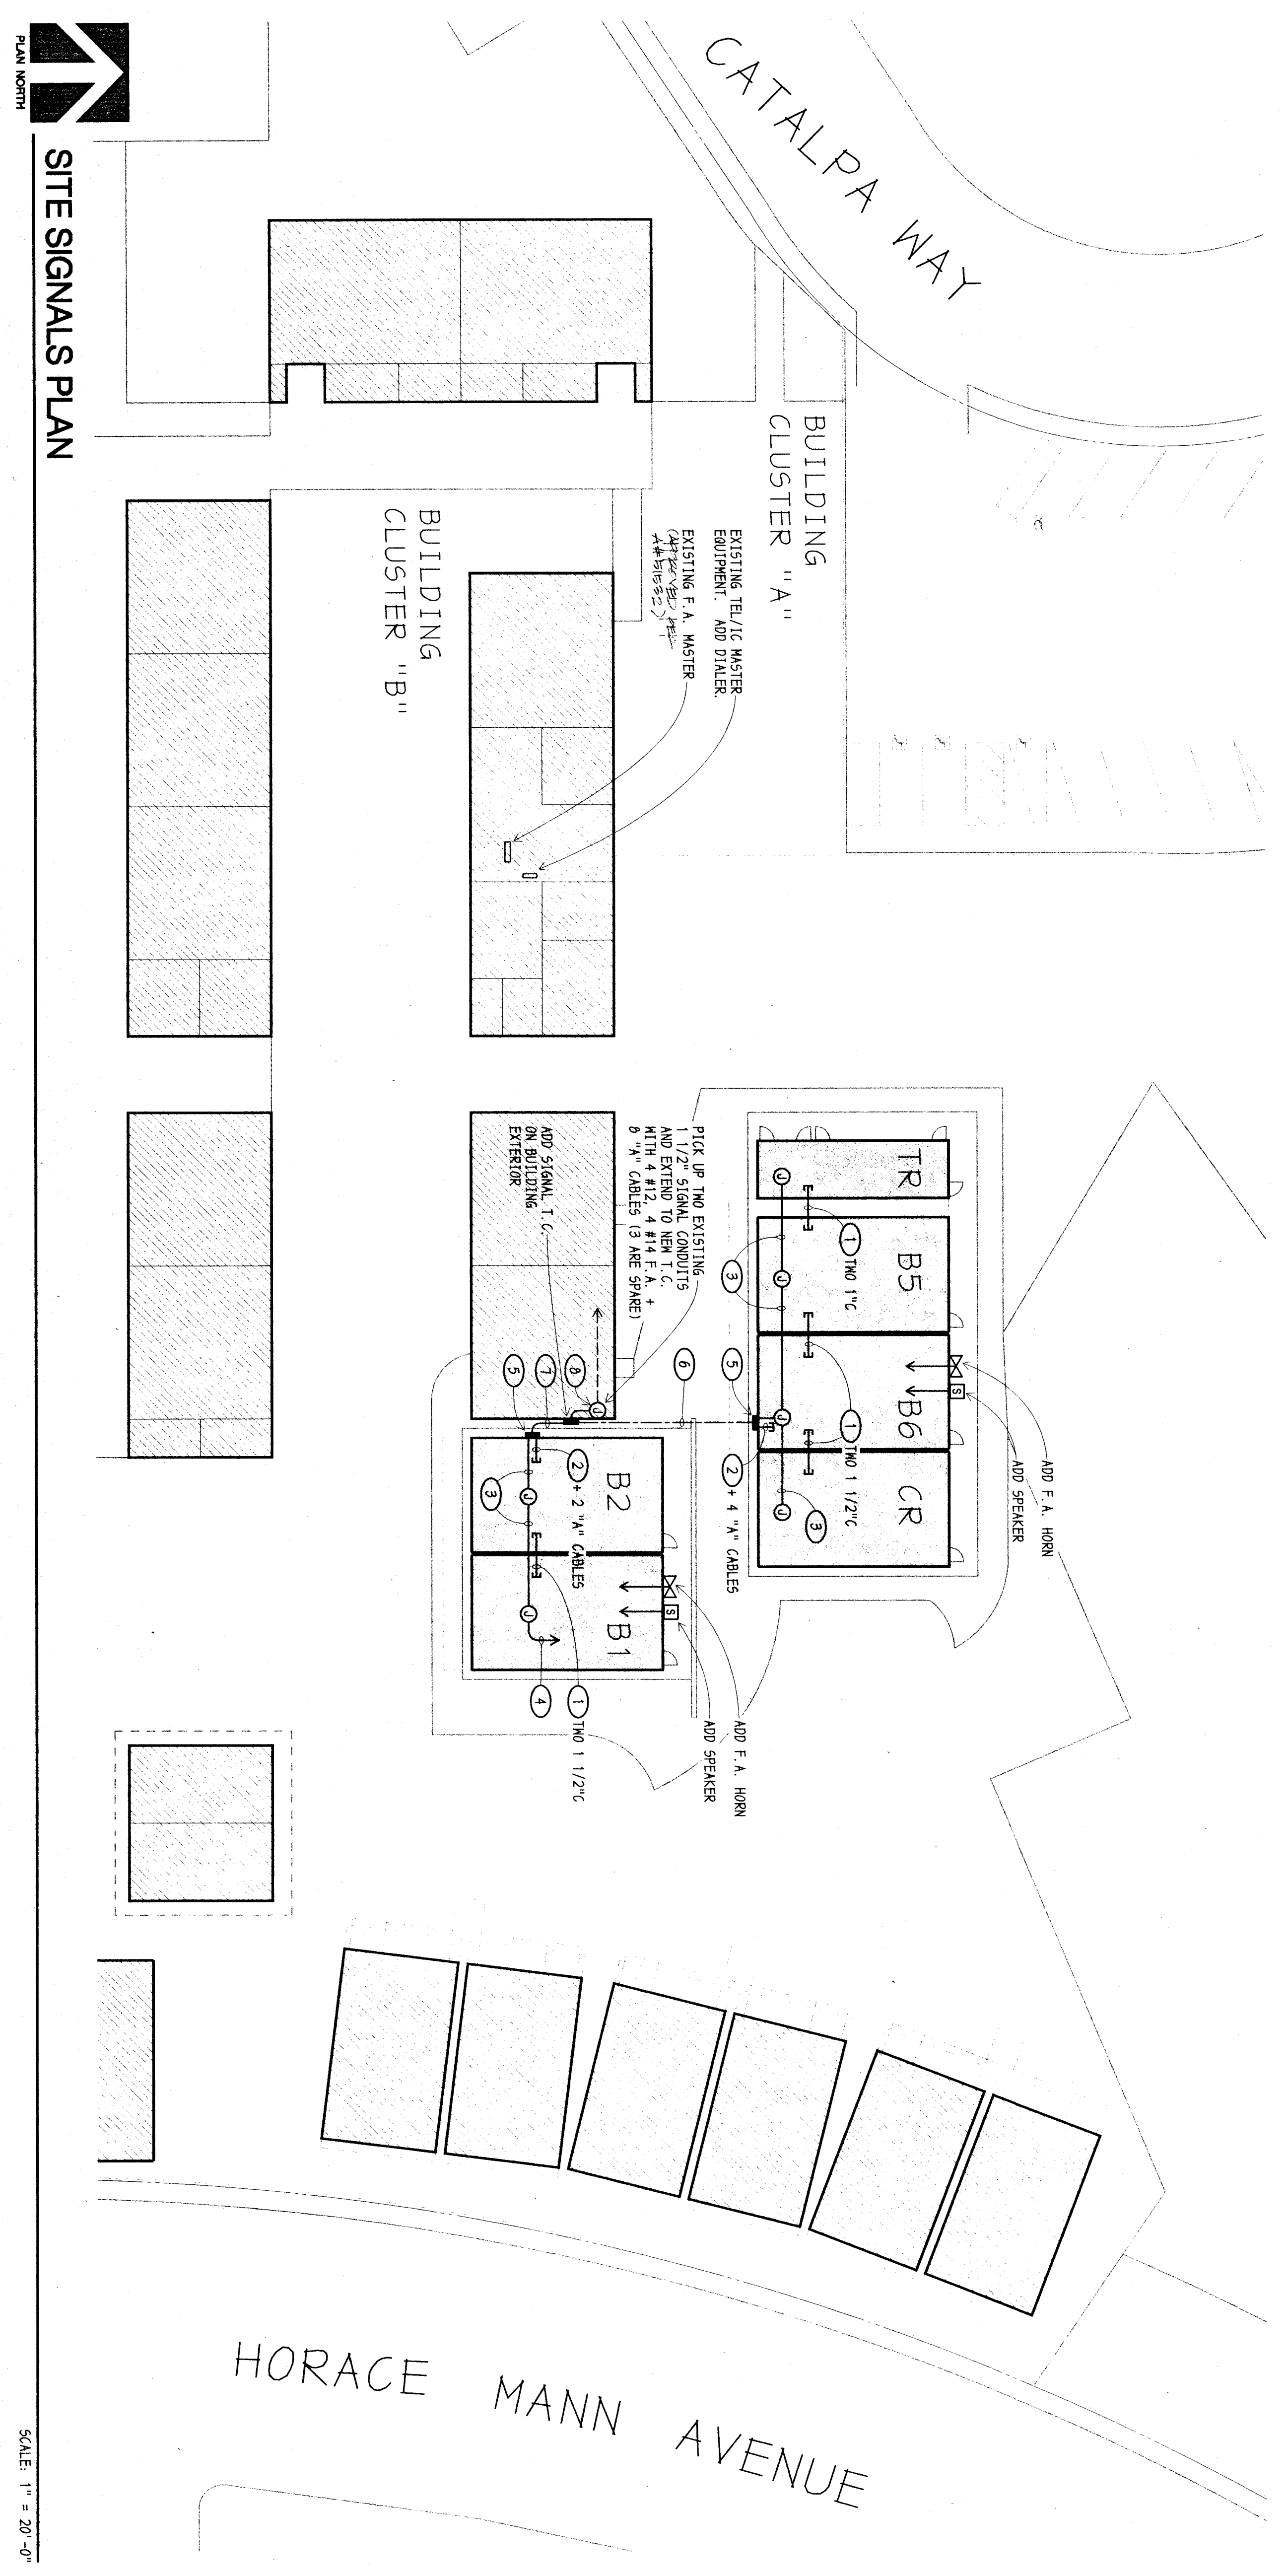 PLAN NORTH
SITE SIGNALS PLAN
SCALE: 1" = 20'-0"
CATALPA WAY
BUILDING
CLUSTER "A"
BUILDING
CLUSTER "B"
EXISTING TEL/IC MASTER
EQUIPMENT. ADD DIALER.
EXISTING F.A. MASTER
(APPROVED PER
A#51532)
PICK UP TWO EXISTING
1 1/2" SIGNAL CONDUITS
AND EXTEND TO NEW T.C.
WITH 4 #12, 4 #14 F.A. +
8 "A" CABLES (3 ARE SPARE)
ADD SIGNAL T.C.
ON BUILDING
EXTERIOR
TR
B5
B6
CR
J
J
J
J
1 TWO 1"C
1 TWO 1 1/2"C
3
3
5
2 + 4 "A" CABLES
6
S
ADD F.A. HORN
ADD SPEAKER
8
7
5
J
B2
B1
2 + 2 "A" CABLES
3
J
J
S
4
1 TWO 1 1/2"C
ADD F.A. HORN
ADD SPEAKER
HORACE MANN AVENUE